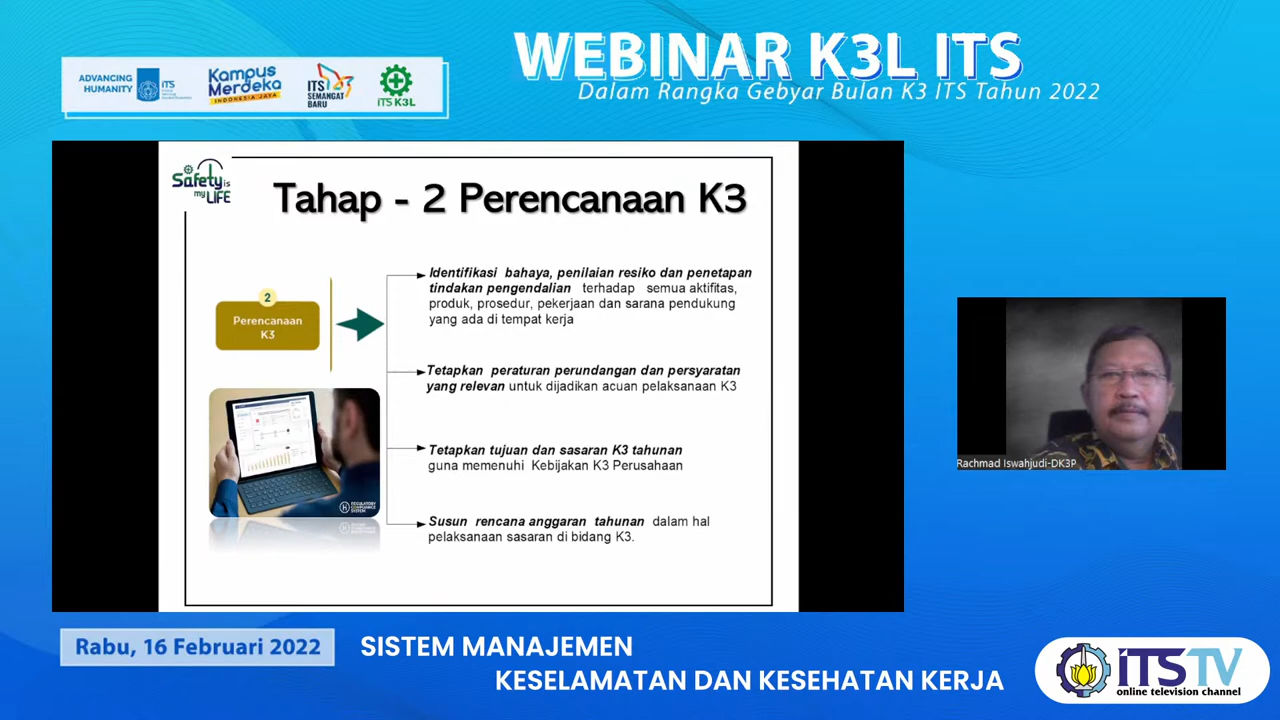 ADVANCING
HUMANITY
ITS
Kampus
Merdeka
INDONESIA JAYA
ITS
SEMANGAT
BARU
ITS K3L
WEBINAR K3L ITS
Dalam Rangka Gebyar Bulan K3 ITS Tahun 2022
Safety is
my LIFE
Tahap - 2 Perencanaan K3
2
Perencanaan
K3
Identifikasi bahaya, penilaian resiko dan penetapan
tindakan pengendalian terhadap semua aktifitas,
produk, prosedur, pekerjaan dan sarana pendukung
yang ada di tempat kerja
Tetapkan peraturan perundangan dan persyaratan
yang relevan untuk dijadikan acuan pelaksanaan K3
Tetapkan tujuan dan sasaran K3 tahunan
guna memenuhi Kebijakan K3 Perusahaan
Susun rencana anggaran tahunan dalam hal
pelaksanaan sasaran di bidang K3.
REGULATORY
COMPLIANCE
SYSTEM
Rachmad Iswahjudi-DK3P
Rabu, 16 Februari 2022
SISTEM MANAJEMEN
KESELAMATAN DAN KESEHATAN KERJA
iTSTV
online television channel